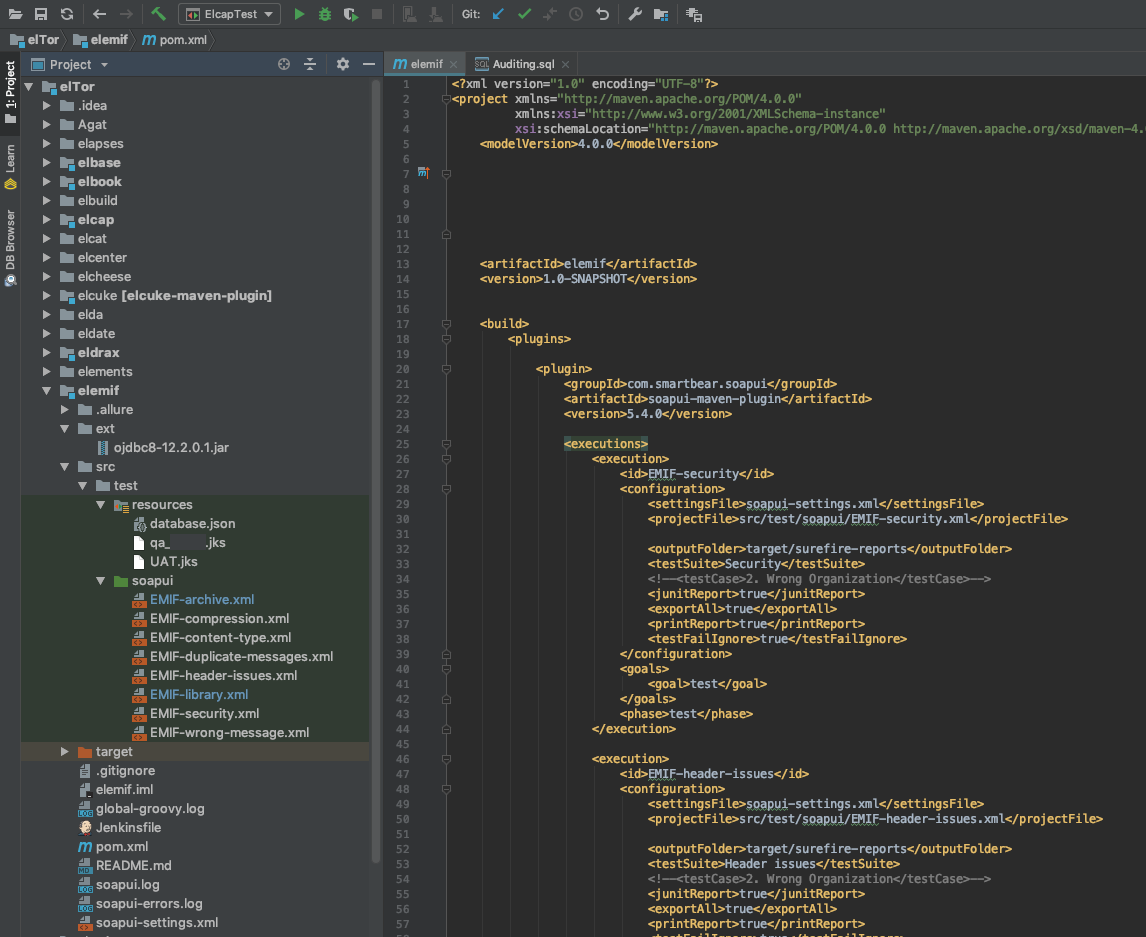 ElcapTest
Git:
elTor
elemif
pom.xml
1: Project
Learn
DB Browser
Project
elTor
.idea
Agat
elapses
elbase
elbook
elbuild
elcap
elcat
elcenter
elcheese
elcuke [elcuke-maven-plugin]
elda
eldate
eldrax
elements
elemif
.allure
ext
ojdbc8-12.2.0.1.jar
src
test
resources
database.json
qa_ .jks
UAT.jks
soapui
EMIF-archive.xml
EMIF-compression.xml
EMIF-content-type.xml
EMIF-duplicate-messages.xml
EMIF-header-issues.xml
EMIF-library.xml
EMIF-security.xml
EMIF-wrong-message.xml
target
.gitignore
elemif.iml
global-groovy.log
Jenkinsfile
pom.xml
README.md
soapui.log
soapui-errors.log
soapui-settings.xml
elemif
Auditing.sql
1 <?xml version="1.0" encoding="UTF-8"?>
2 <project xmlns="http://maven.apache.org/POM/4.0.0"
3 xmlns:xsi="http://www.w3.org/2001/XMLSchema-instance"
4 xsi:schemaLocation="http://maven.apache.org/POM/4.0.0 http://maven.apache.org/xsd/maven-4.
5 <modelVersion>4.0.0</modelVersion>
6
7
8
9
10
11
12
13 <artifactId>elemif</artifactId>
14 <version>1.0-SNAPSHOT</version>
15
16
17 <build>
18 <plugins>
19
20 <plugin>
21 <groupId>com.smartbear.soapui</groupId>
22 <artifactId>soapui-maven-plugin</artifactId>
23 <version>5.4.0</version>
24
25 <executions>
26 <execution>
27 <id>EMIF-security</id>
28 <configuration>
29 <settingsFile>soapui-settings.xml</settingsFile>
30 <projectFile>src/test/soapui/EMIF-security.xml</projectFile>
31
32 <outputFolder>target/surefire-reports</outputFolder>
33 <testSuite>Security</testSuite>
34 <!--<testCase>2. Wrong Organization</testCase>-->
35 <junitReport>true</junitReport>
36 <exportAll>true</exportAll>
37 <printReport>true</printReport>
38 <testFailIgnore>true</testFailIgnore>
39 </configuration>
40 <goals>
41 <goal>test</goal>
42 </goals>
43 <phase>test</phase>
44 </execution>
45
46 <execution>
47 <id>EMIF-header-issues</id>
48 <configuration>
49 <settingsFile>soapui-settings.xml</settingsFile>
50 <projectFile>src/test/soapui/EMIF-header-issues.xml</projectFile>
51
52 <outputFolder>target/surefire-reports</outputFolder>
53 <testSuite>Header issues</testSuite>
54 <!--<testCase>2. Wrong Organization</testCase>-->
55 <junitReport>true</junitReport>
56 <exportAll>true</exportAll>
57 <printReport>true</printReport>